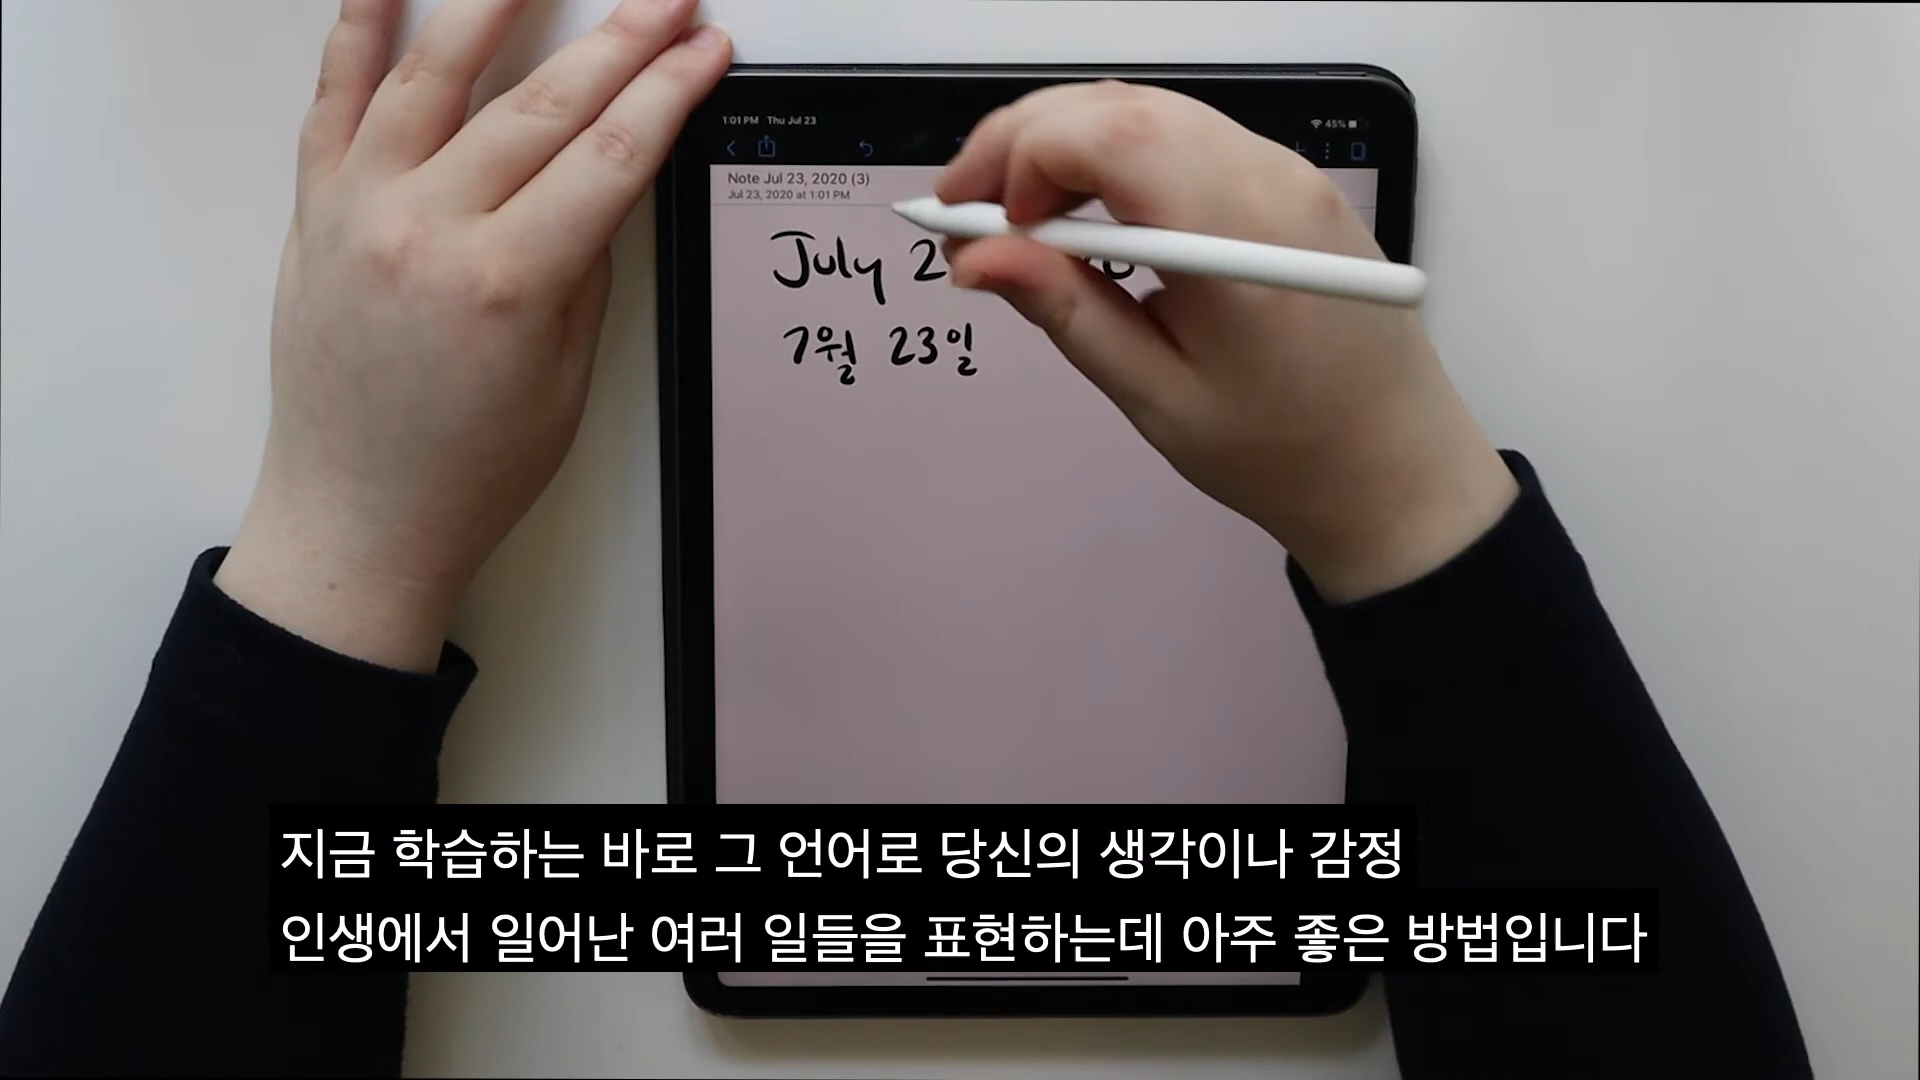 1:01 PM Thu Jul 23
45%
Note Jul 23, 2020 (3)
Jul 23, 2020 at 1:01 PM
July
7월 23일
지금 학습하는 바로 그 언어로 당신의 생각이나 감정
인생에서 일어난 여러 일들을 표현하는데 아주 좋은 방법입니다